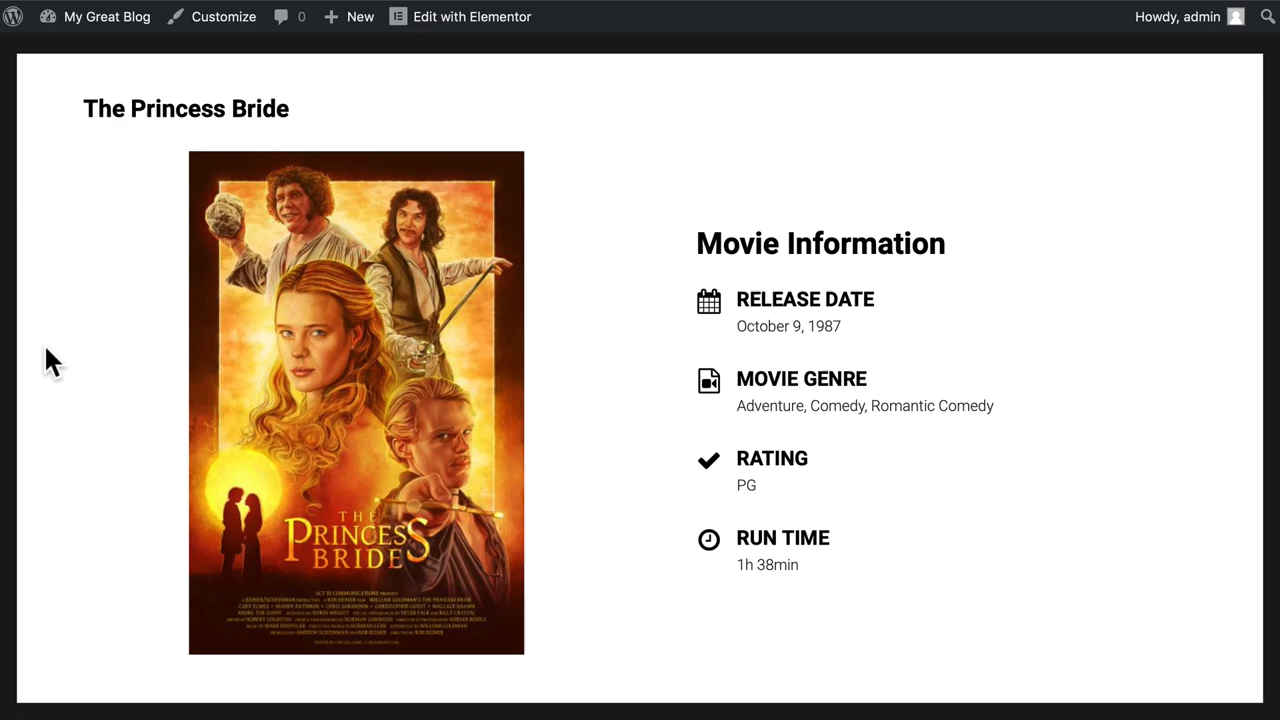 My Great Blog Customize 0 New Edit with Elementor Howdy, admin
The Princess Bride
THE
PRINCESS
BRIDE
Movie Information
RELEASE DATE
October 9, 1987
MOVIE GENRE
Adventure, Comedy, Romantic Comedy
RATING
PG
RUN TIME
1h 38min